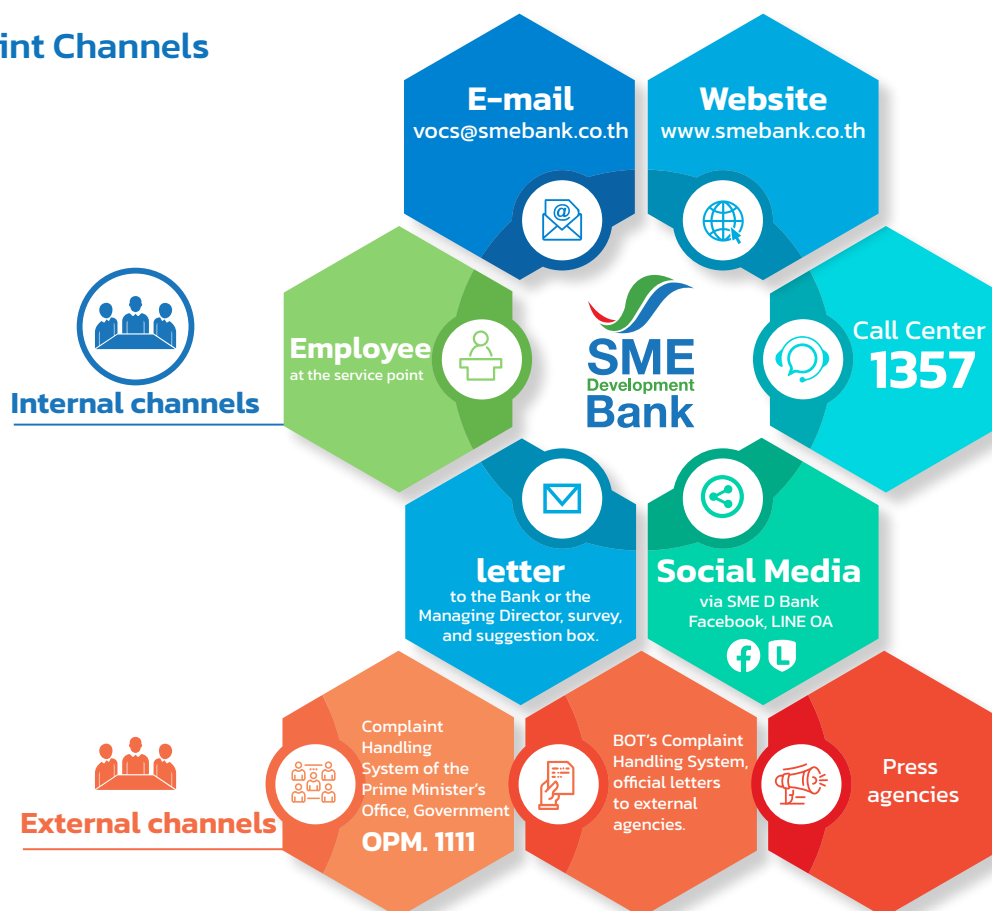 int Channels
E-mail
vocs@smebank.co.th
Website
www.smebank.co.th
Internal channels
Employee
at the service point
SME
Development
Bank
Call Center
1357
letter
to the Bank or the
Managing Director, survey,
and suggestion box.
Social Media
via SME D Bank
Facebook, LINE OA
External channels
Complaint
Handling
System of the
Prime Minister's
Office, Government
OPM. 1111
BOT's Complaint
Handling System,
official letters
to external
agencies.
Press
agencies